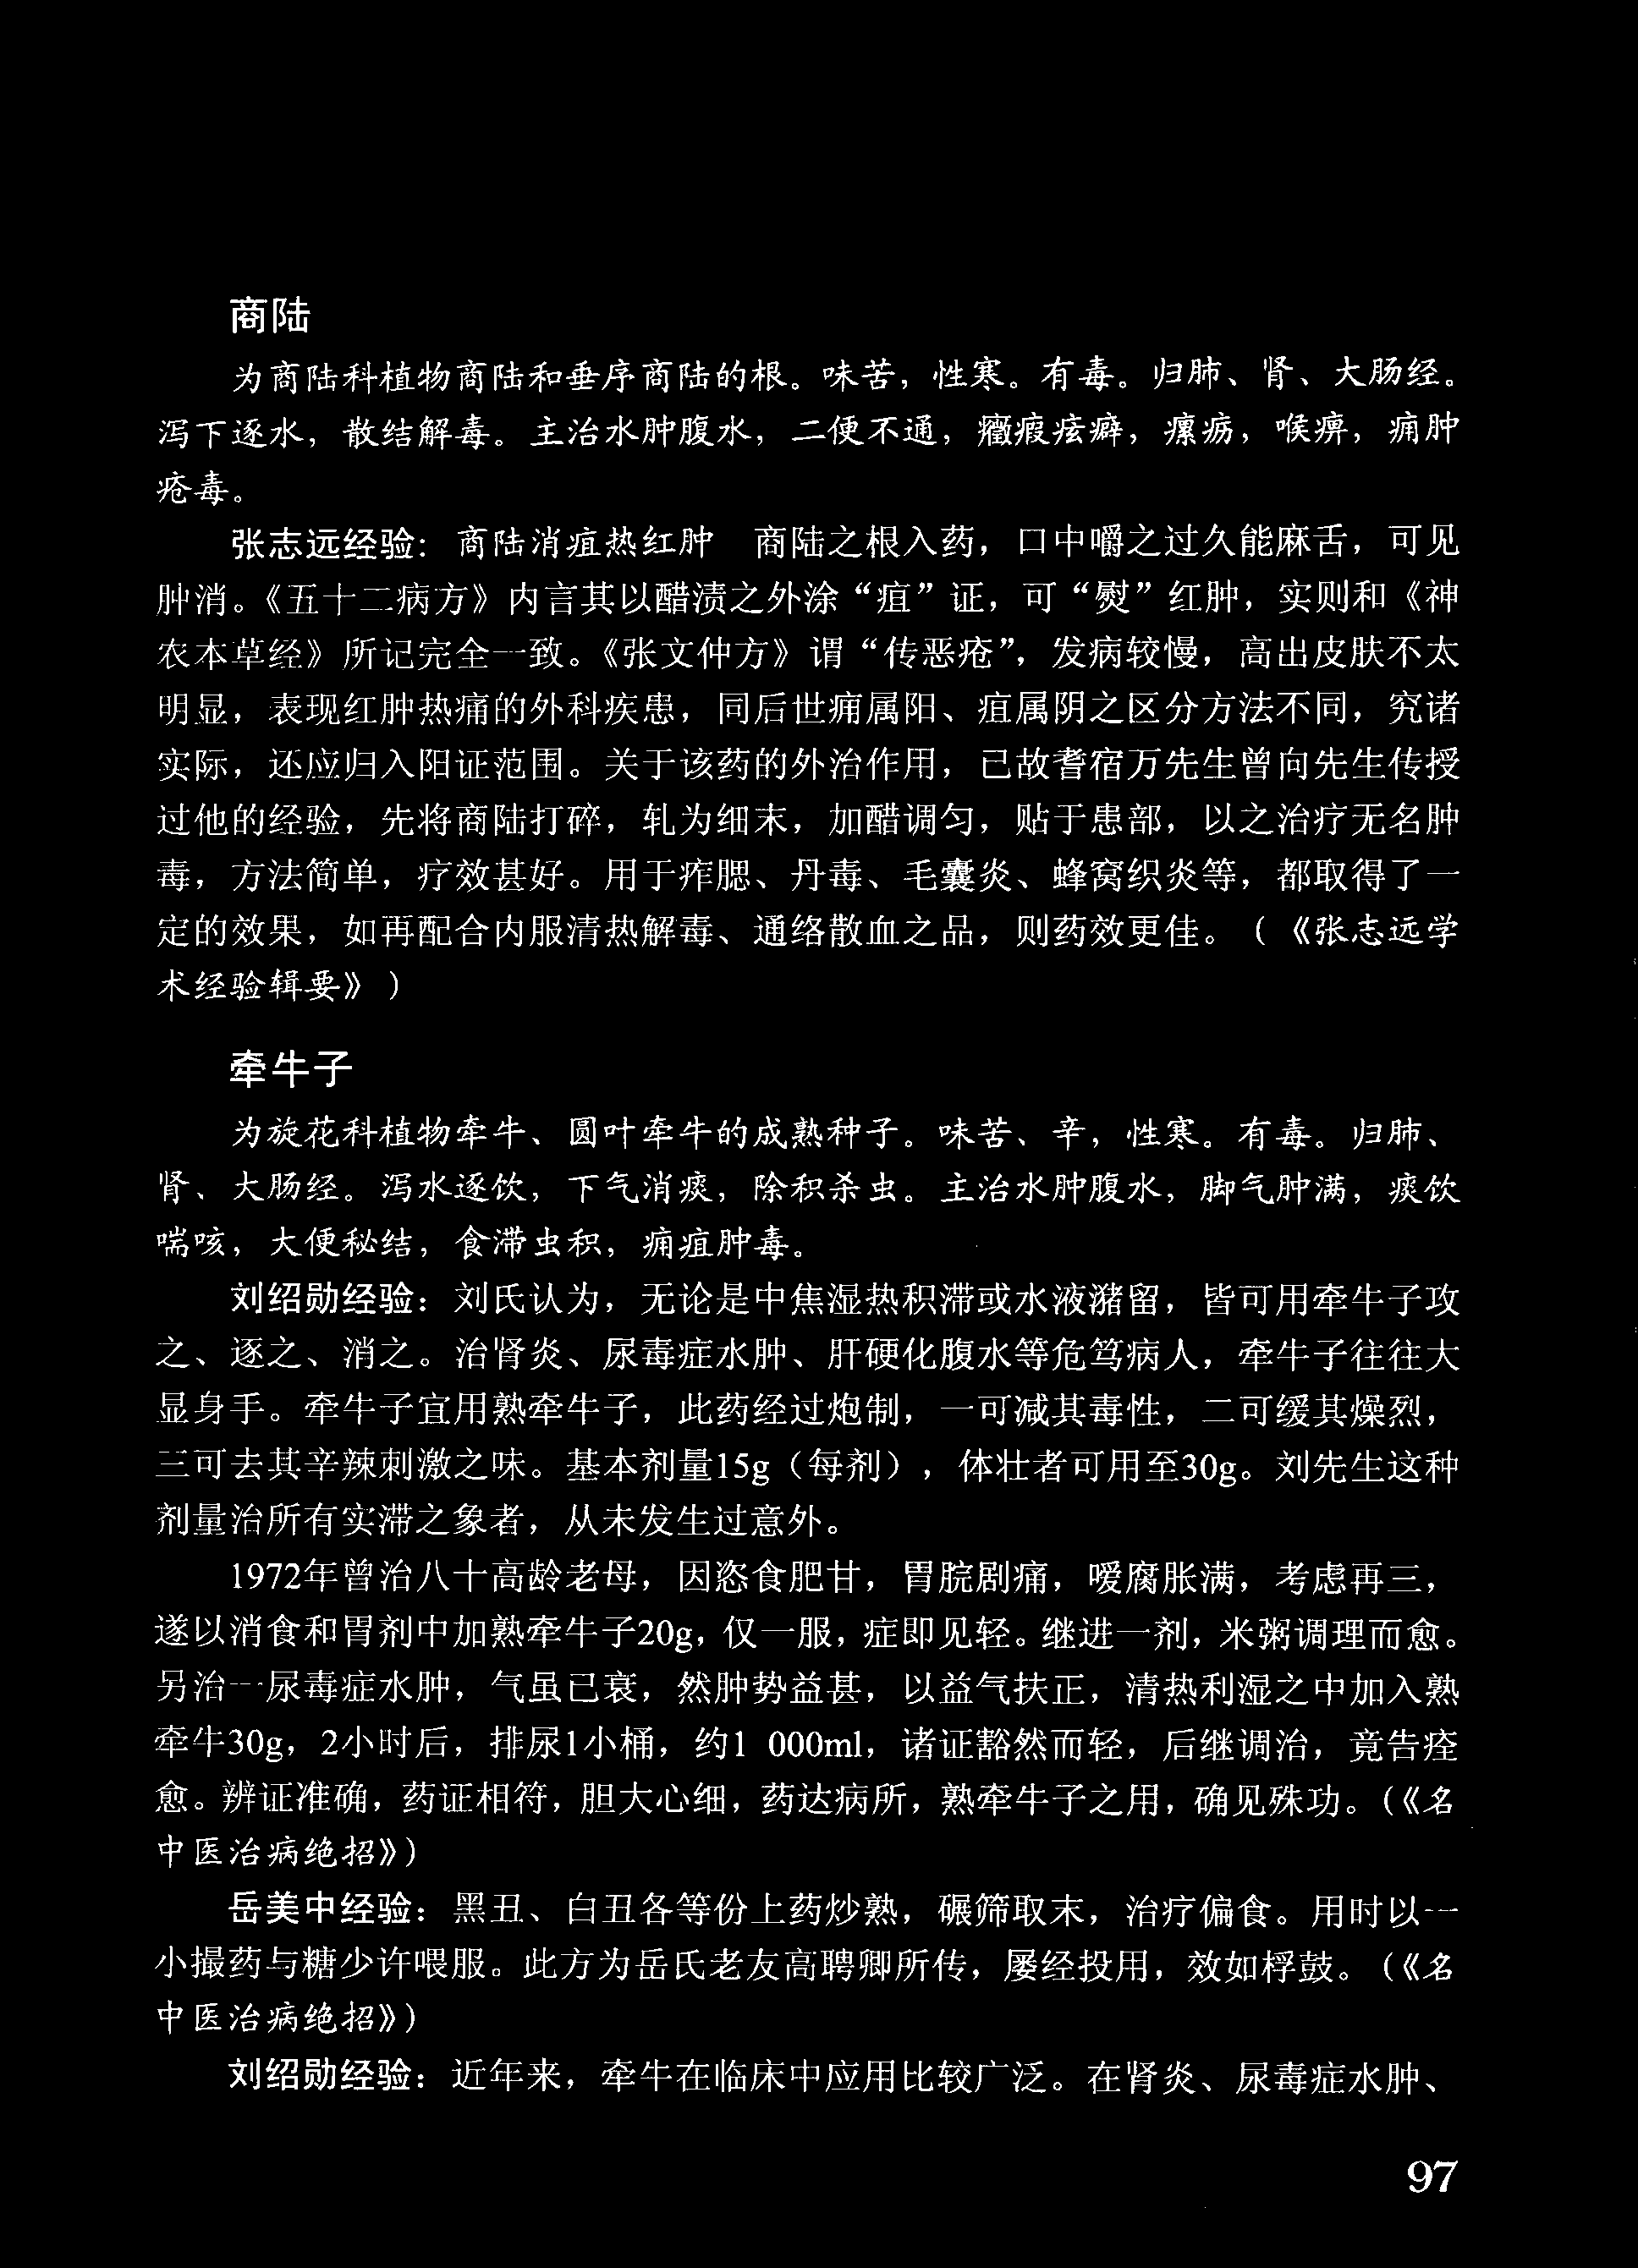 商陆
为商陆科植物商陆和垂序商陆的根。味苦，性寒。有毒。归肺、肾、大肠经。
泻下逐水，散结解毒。主治水肿腹水，二便不通，癥瘕痃癖，瘰疬，喉痹，痈肿
疮毒。
张志远经验：商陆消疽热红肿　商陆之根入药，口中嚼之过久能麻舌，可见
肿消。《五十二病方》内言其以醋渍之外涂“疽”证，可“熨”红肿，实则和《神
农本草经》所记完全一致。《张文仲方》谓“传恶疮”，发病较慢，高出皮肤不太
明显，表现红肿热痛的外科疾患，同后世痈属阳、疽属阴之区分方法不同，究诸
实际，还应归入阳证范围。关于该药的外治作用，已故耆宿万先生曾向先生传授
过他的经验，先将商陆打碎，轧为细末，加醋调匀，贴于患部，以之治疗无名肿
毒，方法简单，疗效甚好。用于痄腮、丹毒、毛囊炎、蜂窝织炎等，都取得了一
定的效果，如再配合内服清热解毒、通络散血之品，则药效更佳。（《张志远学
术经验辑要》）
牵牛子
为旋花科植物牵牛、圆叶牵牛的成熟种子。味苦、辛，性寒。有毒。归肺、
肾、大肠经。泻水逐饮，下气消痰，除积杀虫。主治水肿腹水，脚气肿满，痰饮
喘咳，大便秘结，食滞虫积，痈疽肿毒。
刘绍勋经验：刘氏认为，无论是中焦湿热积滞或水液潴留，皆可用牵牛子攻
之、逐之、消之。治肾炎、尿毒症水肿、肝硬化腹水等危笃病人，牵牛子往往大
显身手。牵牛子宜用熟牵牛子，此药经过炮制，一可减其毒性，二可缓其燥烈，
三可去其辛辣刺激之味。基本剂量15g（每剂），体壮者可用至30g。刘先生这种
剂量治所有实滞之象者，从未发生过意外。
1972年曾治八十高龄老母，因恣食肥甘，胃脘剧痛，嗳腐胀满，考虑再三，
遂以消食和胃剂中加熟牵牛子20g，仅一服，症即见轻。继进一剂，米粥调理而愈。
另治一尿毒症水肿，气虽已衰，然肿势益甚，以益气扶正，清热利湿之中加入熟
牵牛30g，2小时后，排尿1小桶，约1 000ml，诸证豁然而轻，后继调治，竟告痊
愈。辨证准确，药证相符，胆大心细，药达病所，熟牵牛子之用，确见殊功。（《名
中医治病绝招》）
岳美中经验：黑丑、白丑各等份上药炒熟，碾筛取末，治疗偏食。用时以一
小撮药与糖少许喂服。此方为岳氏老友高聘卿所传，屡经投用，效如桴鼓。（《名
中医治病绝招》）
刘绍勋经验：近年来，牵牛在临床中应用比较广泛。在肾炎、尿毒症水肿、
97